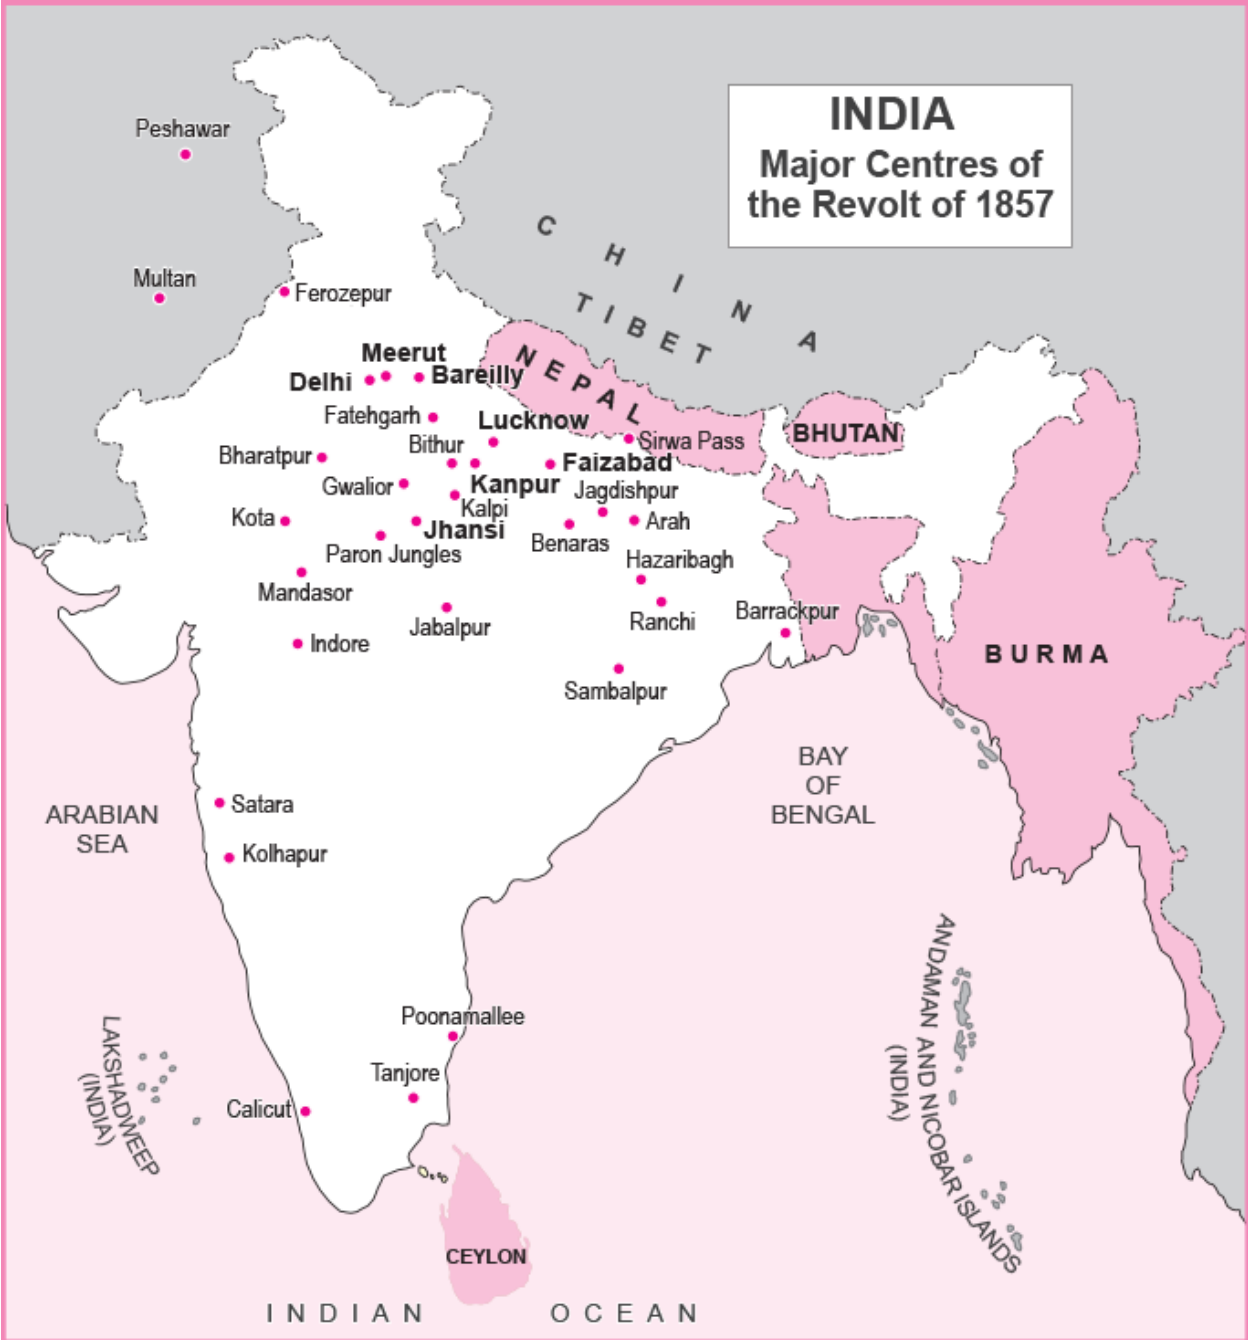 INDIA
Major Centres of
the Revolt of 1857
Peshawar
CHINA
TIBET
Multan
Ferozepur
Meerut
Delhi
Bareilly
NEPAL
Fatehgarh
Lucknow
Sirwa Pass
BHUTAN
Bithur
Bharatpur
Faizabad
Gwalior
Kanpur
Jagdishpur
Kalpi
Kota
Jhansi
Arah
Benaras
Paron Jungles
Hazaribagh
Mandasor
Barrackpur
Ranchi
Jabalpur
Indore
BURMA
Sambalpur
BAY
OF
BENGAL
ARABIAN
SEA
Satara
Kolhapur
Poonamallee
Tanjore
Calicut
LAKSHADWEEP
(INDIA)
ANDAMAN AND NICOBAR ISLANDS
(INDIA)
CEYLON
INDIAN OCEAN